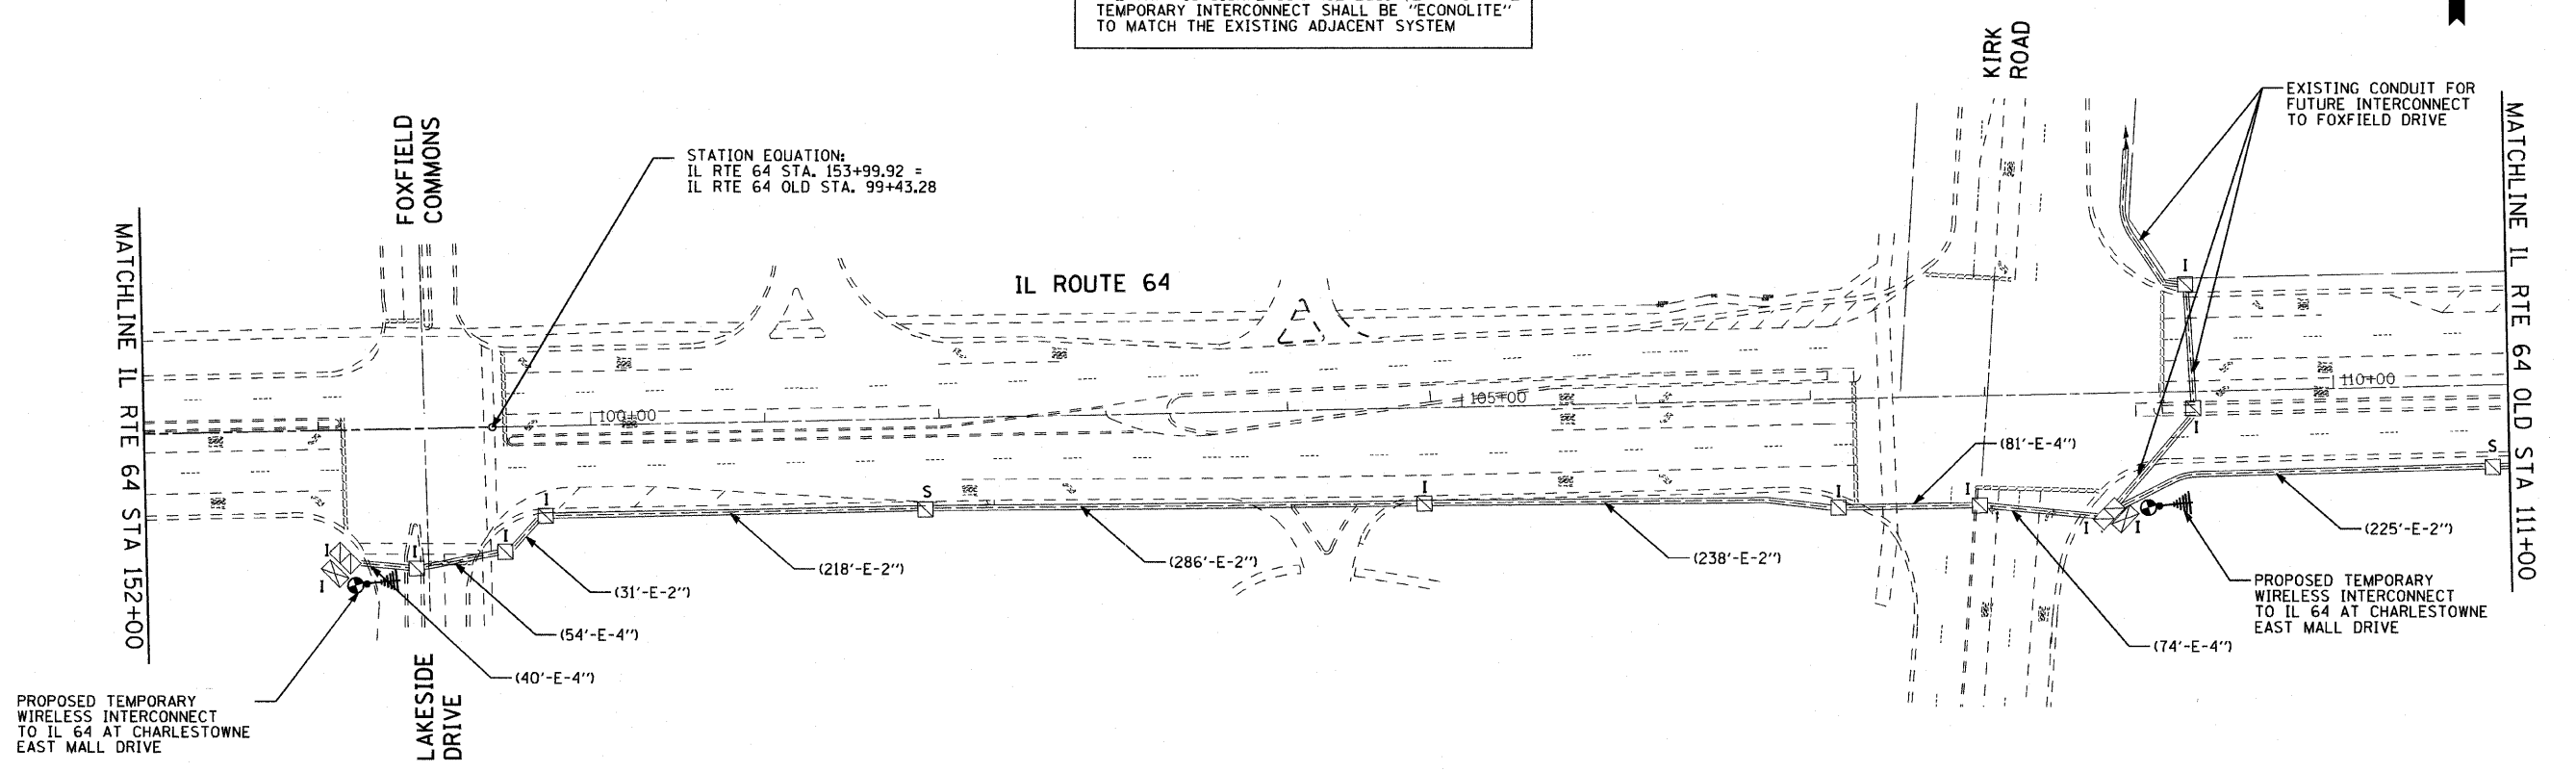 TEMPORARY INTERCONNECT SHALL BE "ECONOLITE"
TO MATCH THE EXISTING ADJACENT SYSTEM
KIRK
ROAD
EXISTING CONDUIT FOR
FUTURE INTERCONNECT
TO FOXFIELD DRIVE
MATCHLINE IL RTE 64 OLD STA 111+00
FOXFIELD
COMMONS
STATION EQUATION:
IL RTE 64 STA. 153+99.92 =
IL RTE 64 OLD STA. 99+43.28
MATCHLINE IL RTE 64 STA 152+00
IL ROUTE 64
I
100+00
105+00
110+00
I
S
(81'-E-4")
I
S
I
I
I
I
I
I
I
I
(218'-E-2")
(286'-E-2")
(238'-E-2")
(225'-E-2")
(31'-E-2")
(54'-E-4")
(40'-E-4")
(74'-E-4")
PROPOSED TEMPORARY
WIRELESS INTERCONNECT
TO IL 64 AT CHARLESTOWNE
EAST MALL DRIVE
LAKESIDE
DRIVE
PROPOSED TEMPORARY
WIRELESS INTERCONNECT
TO IL 64 AT CHARLESTOWNE
EAST MALL DRIVE